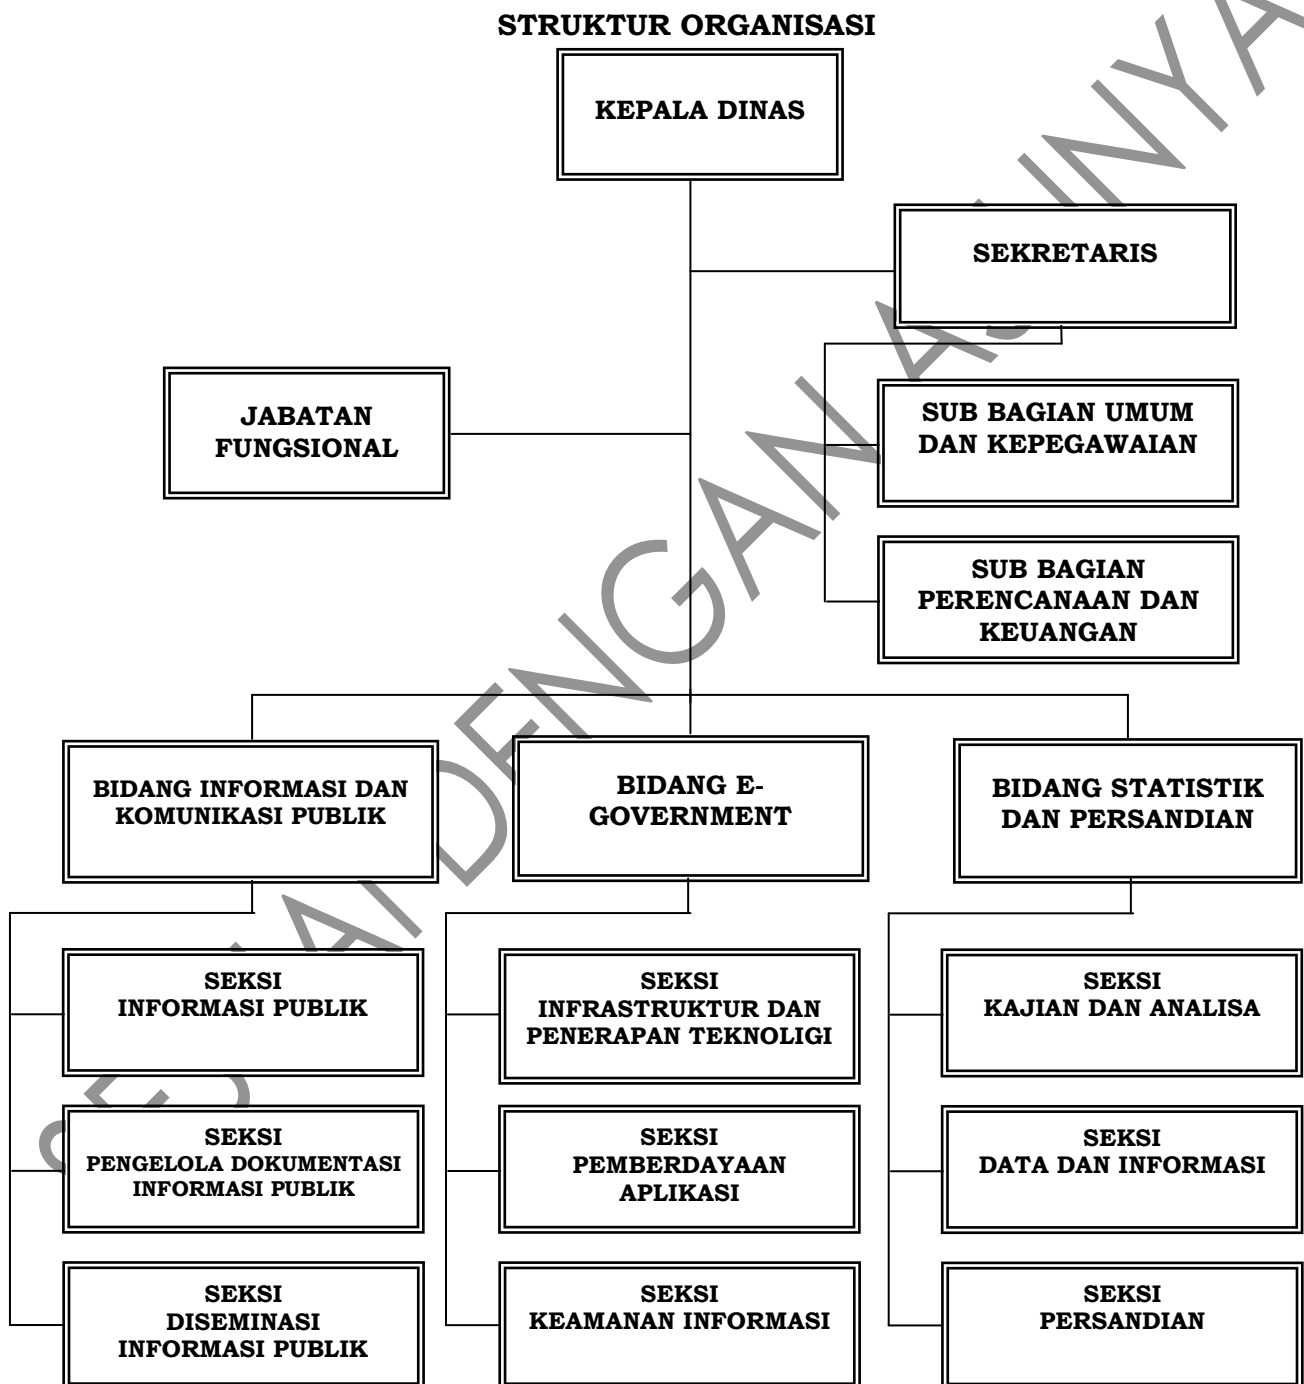 STRUKTUR ORGANISASI
KEPALA DINAS
SEKRETARIS
JABATAN
FUNGSIONAL
SUB BAGIAN UMUM
DAN KEPEGAWAIAN
SUB BAGIAN
PERENCANAAN DAN
KEUANGAN
BIDANG INFORMASI DAN
KOMUNIKASI PUBLIK
BIDANG E-
GOVERNMENT
BIDANG STATISTIK
DAN PERSANDIAN
SEKSI
INFORMASI PUBLIK
SEKSI
INFRASTRUKTUR DAN
PENERAPAN TEKNOLIGI
SEKSI
KAJIAN DAN ANALISA
SEKSI
PENGELOLA DOKUMENTASI
INFORMASI PUBLIK
SEKSI
PEMBERDAYAAN
APLIKASI
SEKSI
DATA DAN INFORMASI
SEKSI
DISEMINASI
INFORMASI PUBLIK
SEKSI
KEAMANAN INFORMASI
SEKSI
PERSANDIAN
SESUAI DENGAN ASLINYA